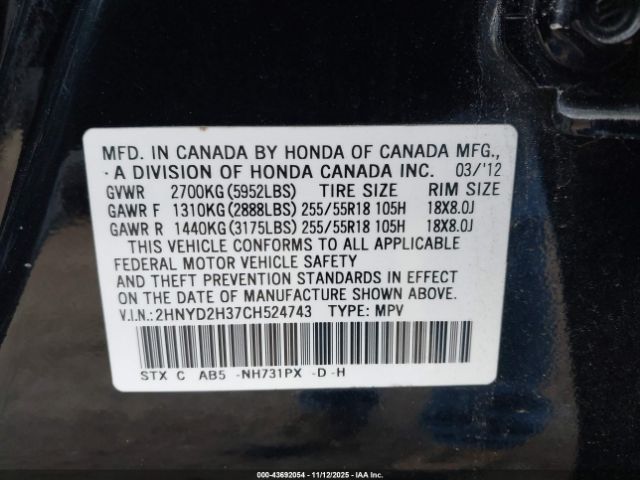 MFD. IN CANADA BY HONDA OF CANADA MFG.,
· A DIVISION OF HONDA CANADA INC. 03/'12
GVWR 2700KG(5952LBS) TIRE SIZE RIM SIZE
GAWR F 1310KG(2888LBS) 255/55R18 105H 18X8.0J
GAWR R 1440KG(3175LBS) 255/55R18 105H 18X8.0J
THIS VEHICLE CONFORMS TO ALL APPLICABLE
FEDERAL MOTOR VEHICLE SAFETY
AND THEFT PREVENTION STANDARDS IN EFFECT
ON THE DATE OF MANUFACTURE SHOWN ABOVE.
V.I.N.:2HNYD2H37CH524743 TYPE: MPV
STX C AB5 -NH731PX -D -H
000-43692054 - 11/12/2025 - IAAI.COM